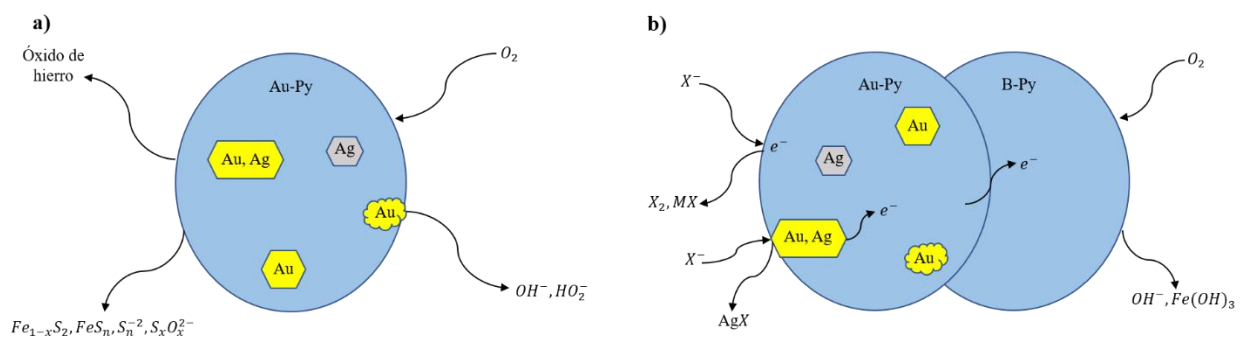 a)
Óxido de
hierro
O₂
Au-Py
Au, Ag
Ag
Au
Au
OH⁻, HO₂⁻
Fe₁₋ₓS₂, FeSₙ, Sₙ⁻², SₓOₓ²⁻
b)
X⁻
Au-Py
B-Py
O₂
Au
e⁻
Ag
e⁻
X₂, MX
e⁻
Au, Ag
X⁻
Au
AgX
OH⁻, Fe(OH)₃